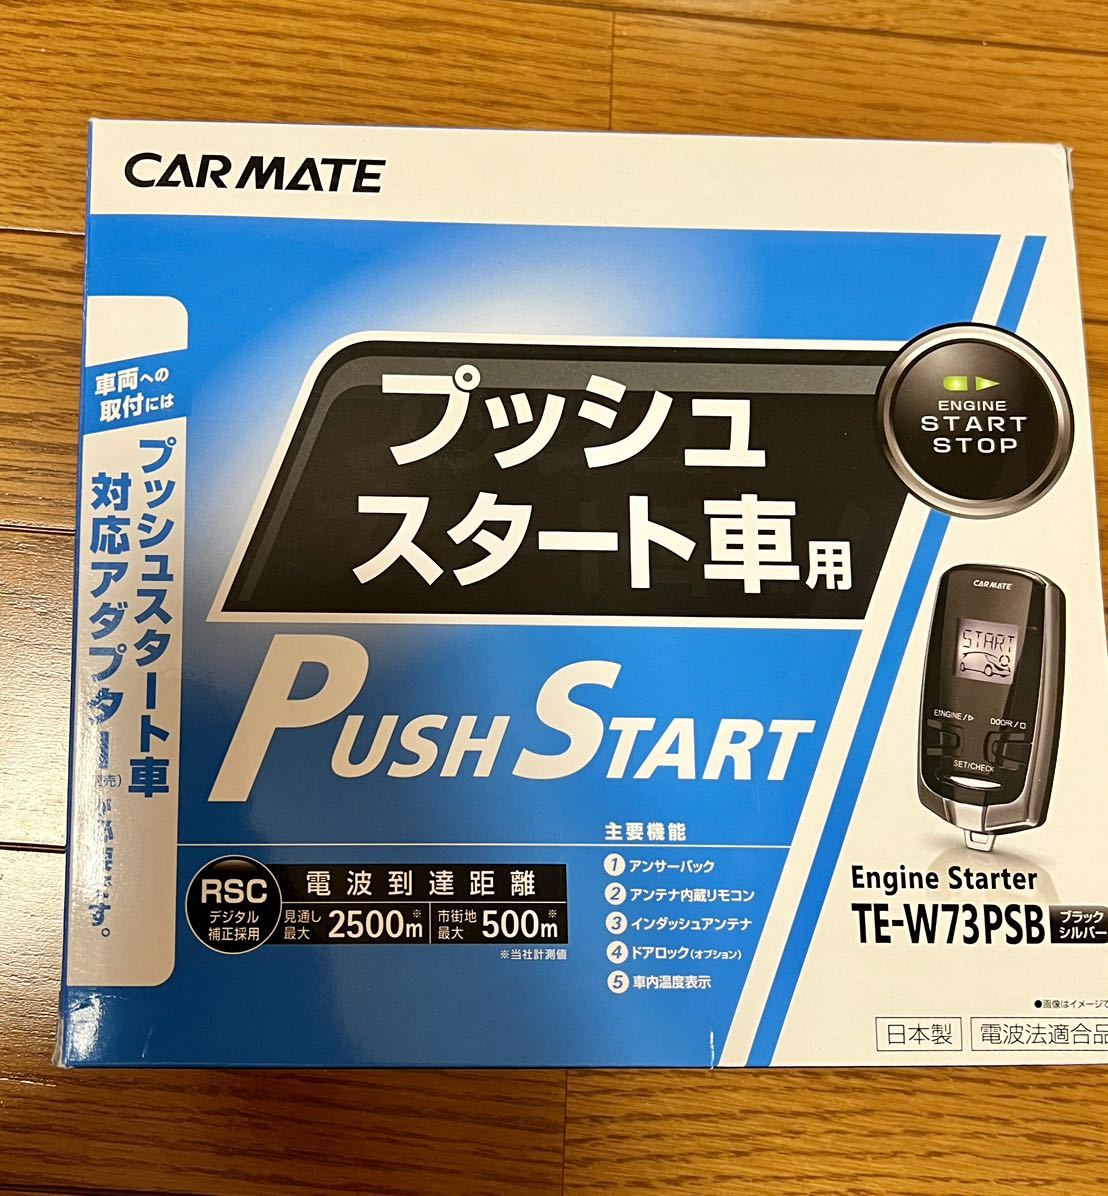 CARMATE
車両への
取付には
プッシュスタート車
対応アダプター
が必要です。
プッシュ
スタート車用
ENGINE
START
STOP
PUSH START
CARMATE
START
ENGINE/▷
DOOR/□
SET/CHECK
主要機能
1 アンサーバック
2 アンテナ内蔵リモコン
3 インダッシュアンテナ
4 ドアロック(オプション)
5 車内温度表示
RSC
デジタル
補正採用
電波到達距離
見通し
最大 2500m※
市街地
最大 500m※
※当社計測値
Engine Starter
TE-W73PSB
ブラック
シルバー
●画像はイメージで
日本製
電波法適合品